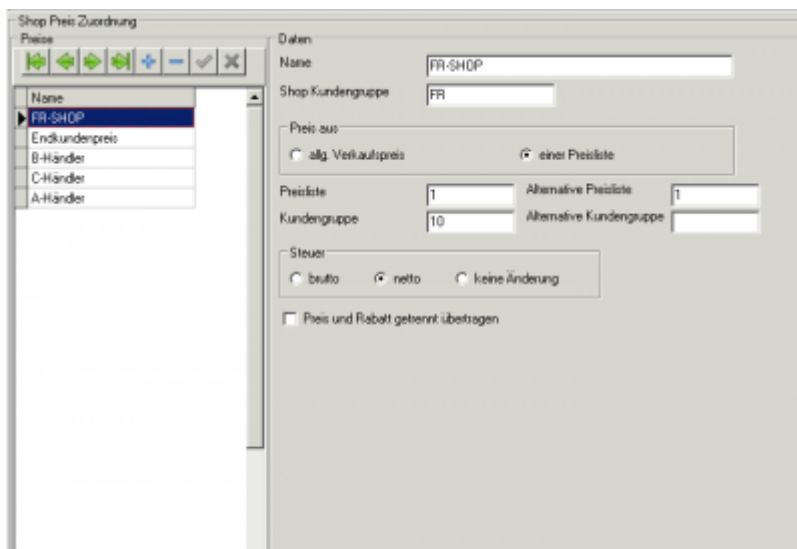 Shop Preis Zuordnung
Preise
Name
FR-SHOP
Endkundenpreis
B-Händler
C-Händler
A-Händler
Daten
Name FR-SHOP
Shop Kundengruppe FR
Preis aus
allg. Verkaufspreis einer Preisliste
Preisliste 1 Alternative Preisliste 1
Kundengruppe 10 Alternative Kundengruppe
Steuer
brutto netto keine Änderung
Preis und Rabatt getrennt übertragen